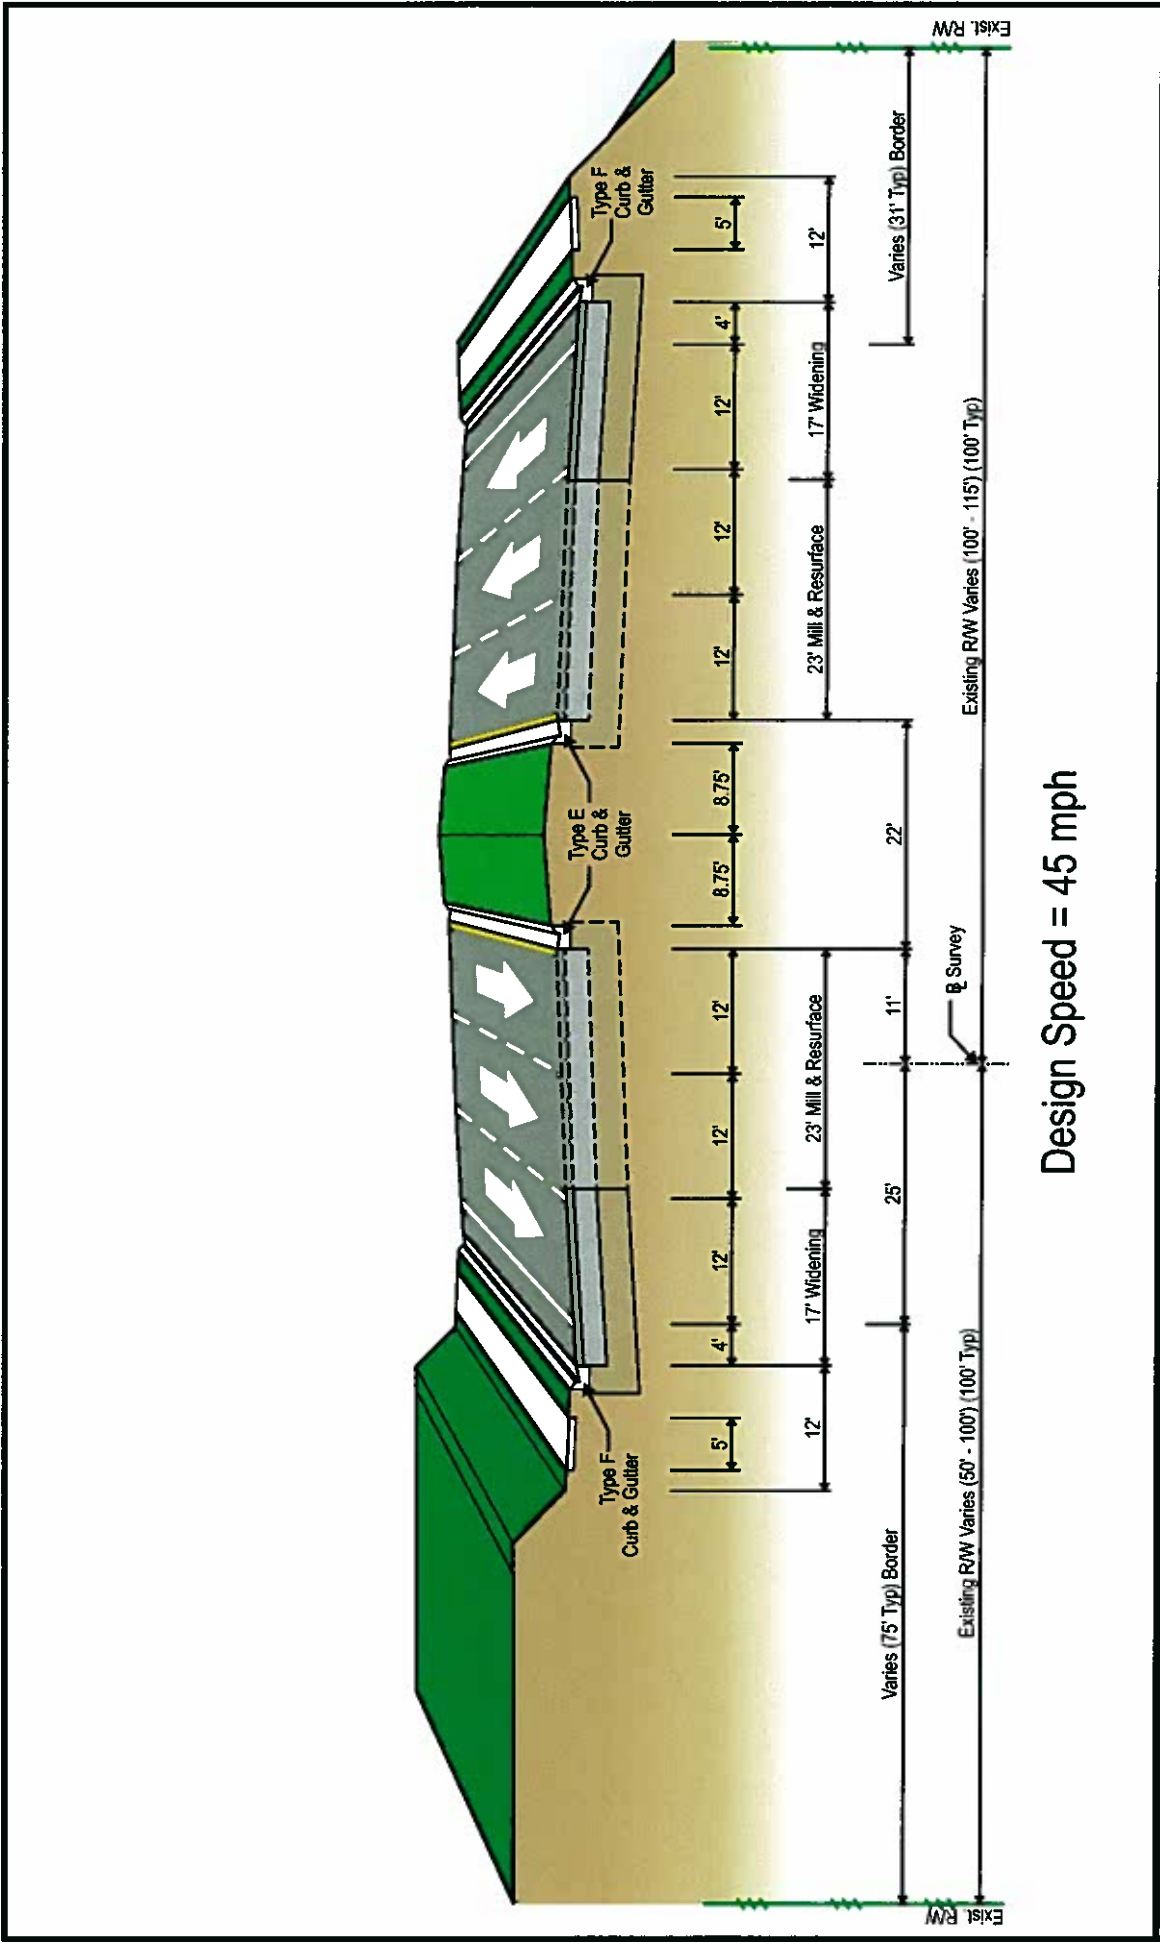 Type F
Curb & Gutter
Type E
Curb &
Gutter
Type F
Curb &
Gutter
5'
4'
12'
12'
12'
8.75'
8.75'
12'
12'
12'
4'
5'
12'
17' Widening
23' Mill & Resurface
23' Mill & Resurface
17' Widening
12'
Varies (75' Typ) Border
25'
11'
22'
Varies (31' Typ) Border
℄ Survey
Existing R/W Varies (50' - 100') (100' Typ)
Existing R/W Varies (100' - 115') (100' Typ)
Exist. R/W
Exist. R/W
Design Speed = 45 mph